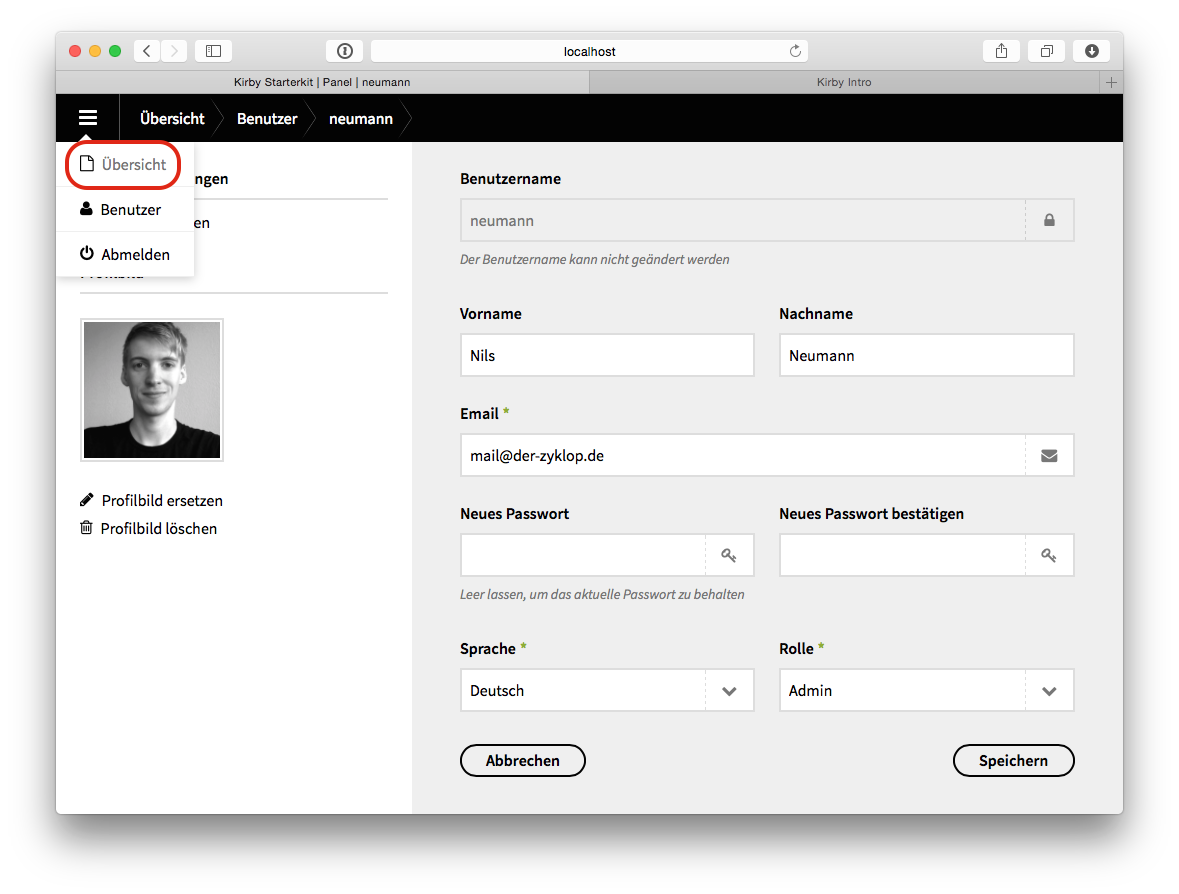 localhost
Kirby Starterkit | Panel | neumann
Kirby Intro
Übersicht
Benutzer
neumann
Übersicht
Benutzer
Abmelden
Profilbild ersetzen
Profilbild löschen
Benutzername
neumann
Der Benutzername kann nicht geändert werden
Vorname
Nachname
Nils
Neumann
Email *
mail@der-zyklop.de
Neues Passwort
Neues Passwort bestätigen
Leer lassen, um das aktuelle Passwort zu behalten
Sprache *
Rolle *
Deutsch
Admin
Abbrechen
Speichern